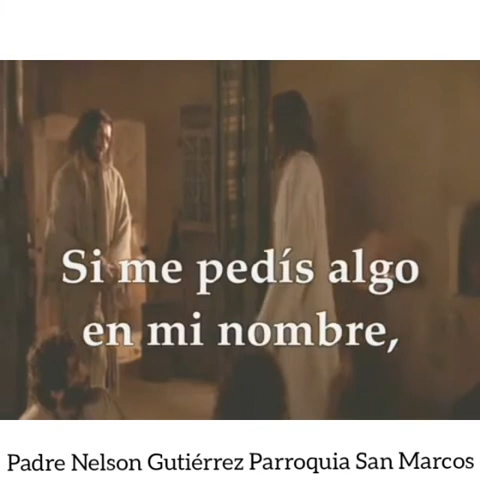 Si me pedís algo
en mi nombre,
Padre Nelson Gutiérrez Parroquia San Marcos